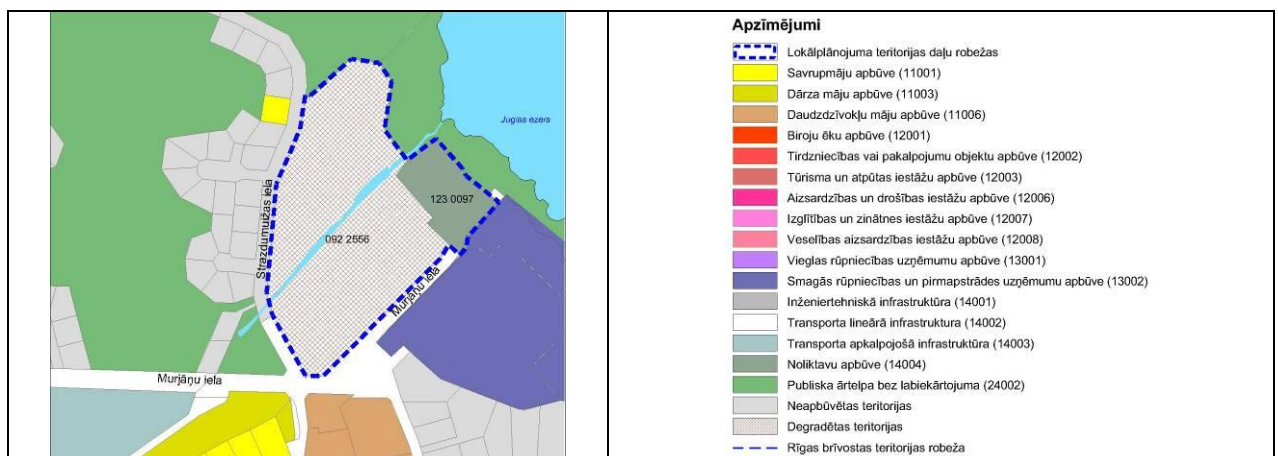 Juglas ezers
123 0097
092 2556
Strazdumuižas iela
Murjāņu iela
Murjāņu iela
Apzīmējumi
Lokālplānojuma teritorijas daļu robežas
Savrupmāju apbūve (11001)
Dārza māju apbūve (11003)
Daudzdzīvokļu māju apbūve (11006)
Biroju ēku apbūve (12001)
Tirdzniecības vai pakalpojumu objektu apbūve (12002)
Tūrisma un atpūtas iestāžu apbūve (12003)
Aizsardzības un drošības iestāžu apbūve (12006)
Izglītības un zinātnes iestāžu apbūve (12007)
Veselības aizsardzības iestāžu apbūve (12008)
Vieglas rūpniecības uzņēmumu apbūve (13001)
Smagās rūpniecības un pirmapstrādes uzņēmumu apbūve (13002)
Inženiertehniskā infrastruktūra (14001)
Transporta lineārā infrastruktura (14002)
Transporta apkalpojošā infrastruktūra (14003)
Noliktavu apbūve (14004)
Publiska ārtelpa bez labiekārtojuma (24002)
Neapbūvētas teritorijas
Degradētas teritorijas
Rīgas brīvostas teritorijas robeža